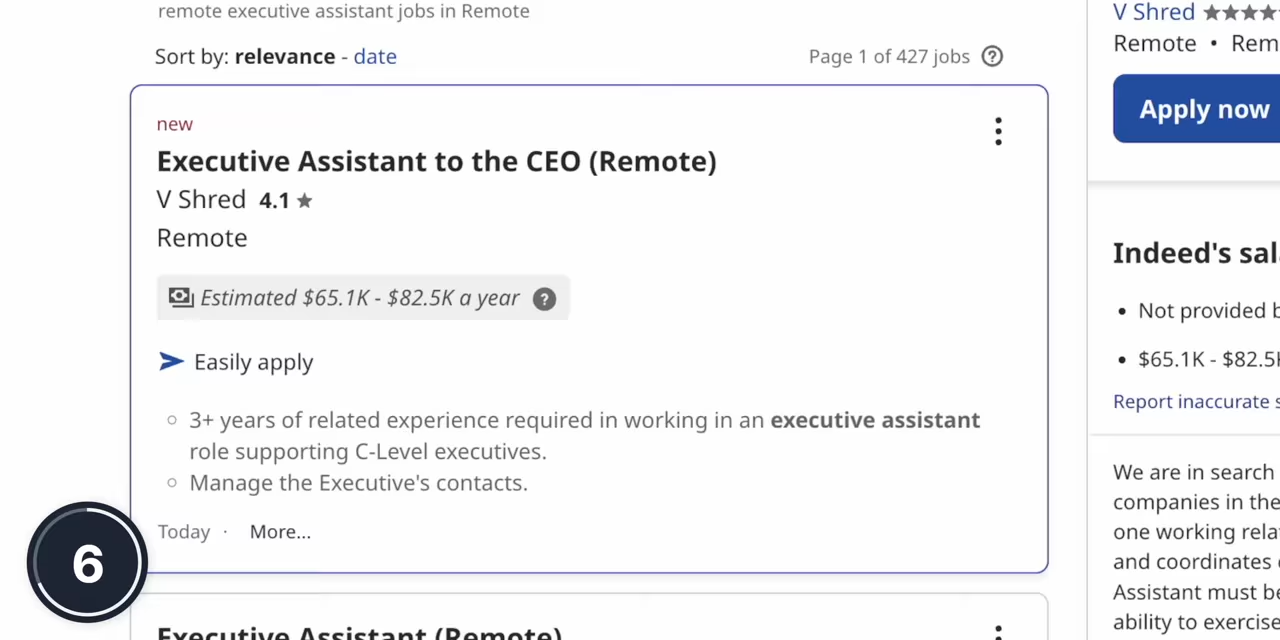 remote executive assistant jobs in Remote
Sort by: relevance - date
Page 1 of 427 jobs ?
new
Executive Assistant to the CEO (Remote)
V Shred 4.1 ★
Remote
Estimated $65.1K - $82.5K a year ?
Easily apply
3+ years of related experience required in working in an executive assistant
role supporting C-Level executives.
Manage the Executive's contacts.
Today · More...
6
Executive Assistant (Remote)
V Shred ★★★★
Remote • Rem
Apply now
Indeed's sal
• Not provided b
• $65.1K - $82.5K
Report inaccurate s
We are in search
companies in the
one working rela
and coordinates
Assistant must be
ability to exercise